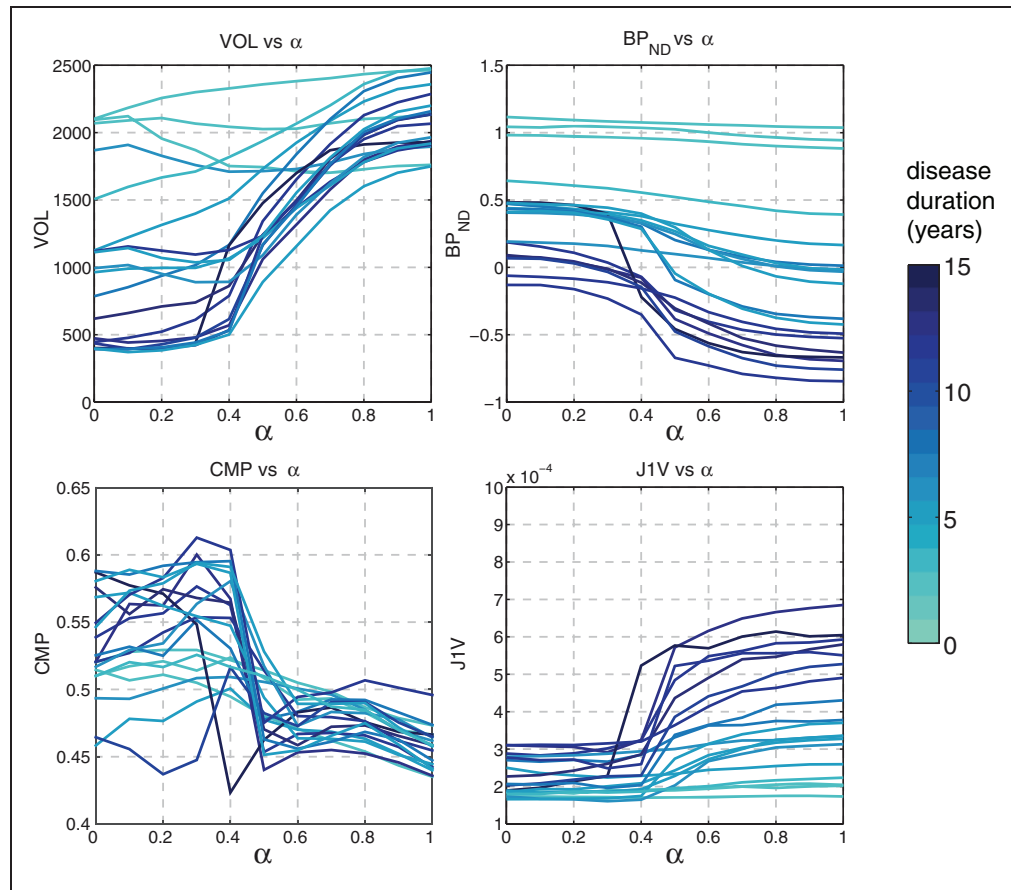 VOL vs α
2500
2000
1500
1000
500
0
VOL
0 0.2 0.4 0.6 0.8 1
α
BP_ND vs α
1.5
1
0.5
0
−0.5
−1
BP_ND
0 0.2 0.4 0.6 0.8 1
α
CMP vs α
0.65
0.6
0.55
0.5
0.45
0.4
CMP
0 0.2 0.4 0.6 0.8 1
α
J1V vs α
x 10⁻⁴
10
9
8
7
6
5
4
3
2
1
J1V
0 0.2 0.4 0.6 0.8 1
α
disease
duration
(years)
15
10
5
0